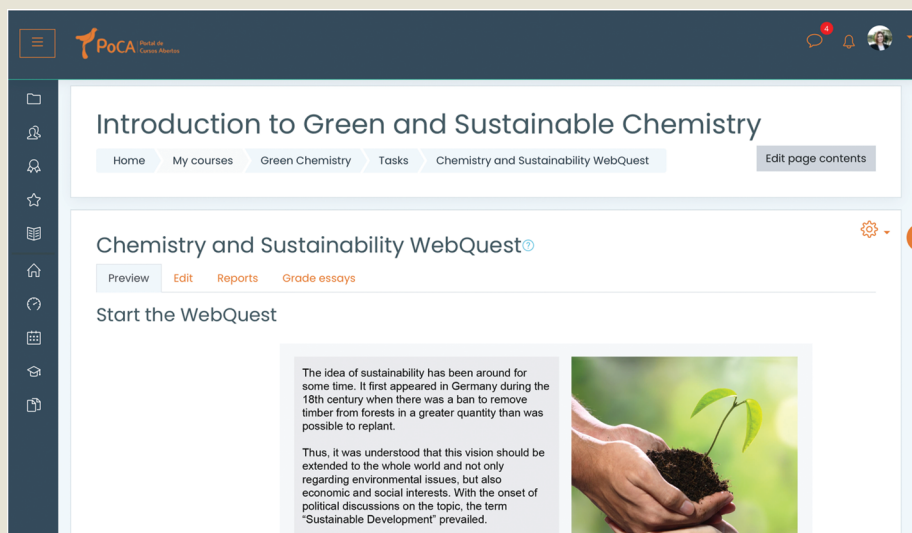 4
PoCA Portal de
Cursos Abertos
Introduction to Green and Sustainable Chemistry
Home My courses Green Chemistry Tasks Chemistry and Sustainability WebQuest Edit page contents
Chemistry and Sustainability WebQuest
Preview Edit Reports Grade essays
Start the WebQuest
The idea of sustainability has been around for
some time. It first appeared in Germany during the
18th century when there was a ban to remove
timber from forests in a greater quantity than was
possible to replant.
Thus, it was understood that this vision should be
extended to the whole world and not only
regarding environmental issues, but also
economic and social interests. With the onset of
political discussions on the topic, the term
“Sustainable Development” prevailed.